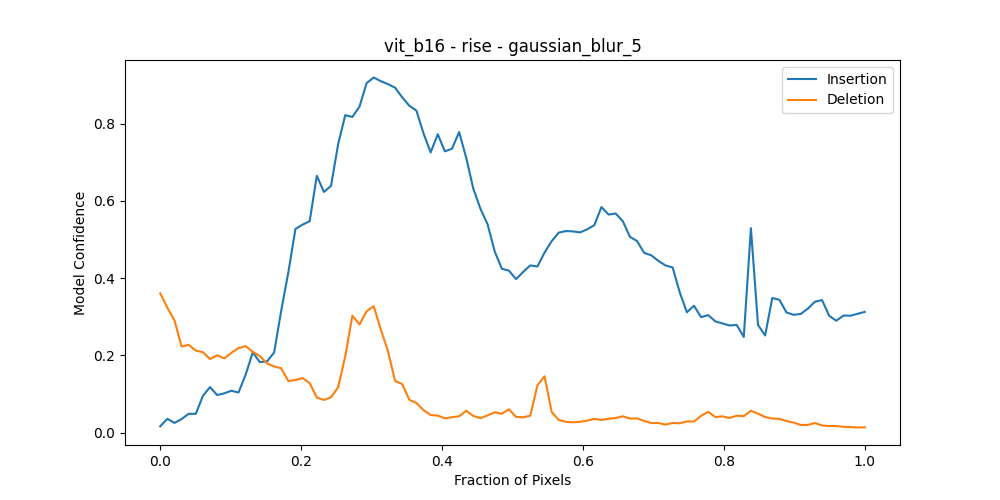 vit_b16 - rise - gaussian_blur_5
Insertion
Deletion
Model Confidence
0.8
0.6
0.4
0.2
0.0
0.0 0.2 0.4 0.6 0.8 1.0
Fraction of Pixels